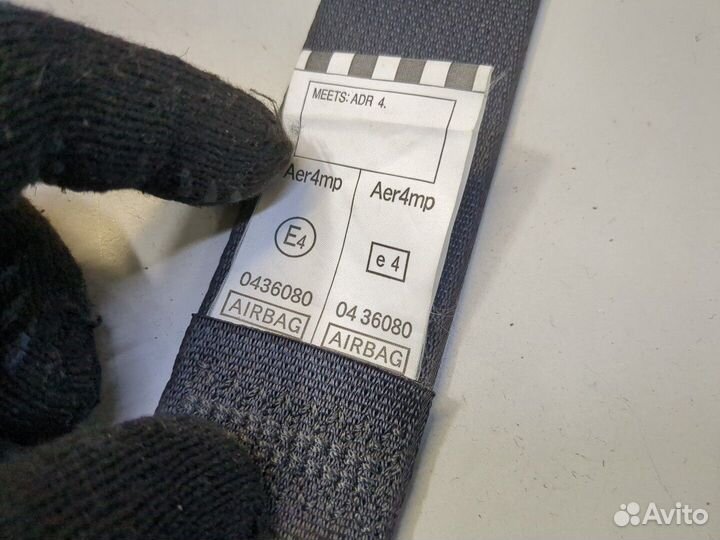 MEETS: ADR 4.
Aer4mp
E4
0436080
AIRBAG
Aer4mp
e 4
04 36080
AIRBAG
Avito